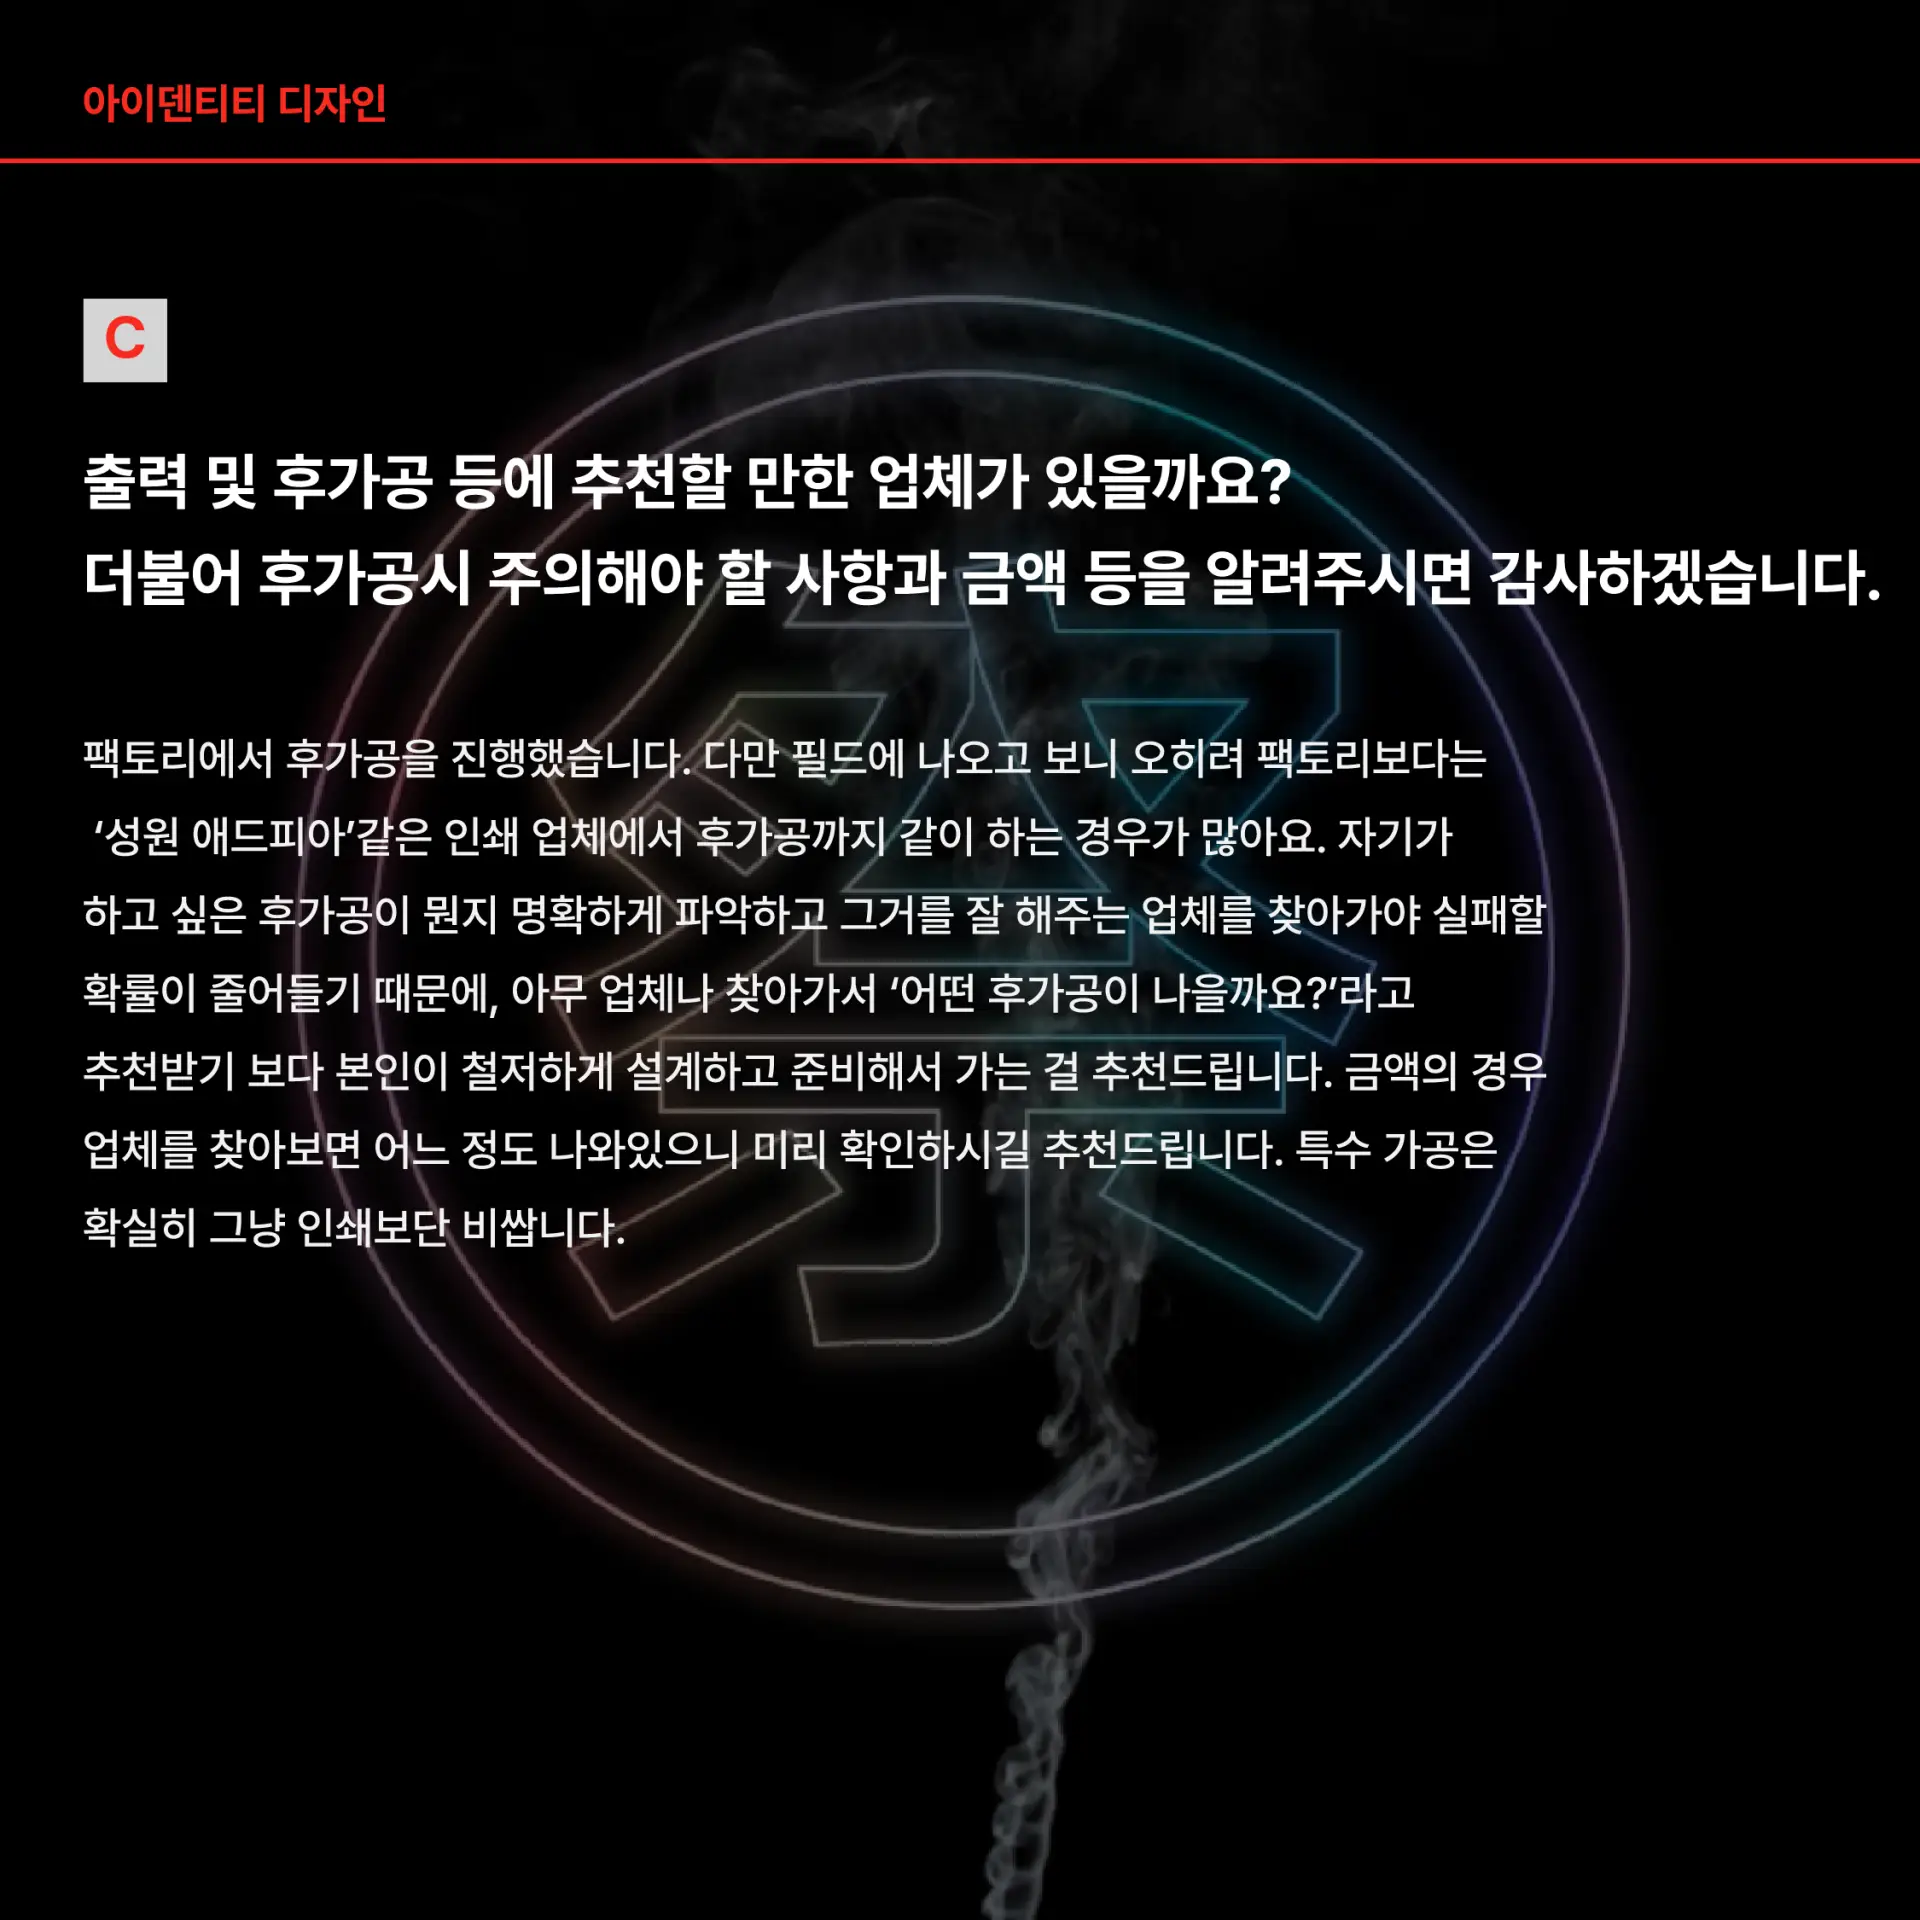 아이덴티티 디자인
C
출력 및 후가공 등에 추천할 만한 업체가 있을까요?
더불어 후가공시 주의해야 할 사항과 금액 등을 알려주시면 감사하겠습니다.
팩토리에서 후가공을 진행했습니다. 다만 필드에 나오고 보니 오히려 팩토리보다는
‘성원 애드피아’같은 인쇄 업체에서 후가공까지 같이 하는 경우가 많아요. 자기가
하고 싶은 후가공이 뭔지 명확하게 파악하고 그거를 잘 해주는 업체를 찾아가야 실패할
확률이 줄어들기 때문에, 아무 업체나 찾아가서 ‘어떤 후가공이 나을까요?’라고
추천받기 보다 본인이 철저하게 설계하고 준비해서 가는 걸 추천드립니다. 금액의 경우
업체를 찾아보면 어느 정도 나와있으니 미리 확인하시길 추천드립니다. 특수 가공은
확실히 그냥 인쇄보단 비쌉니다.
祭